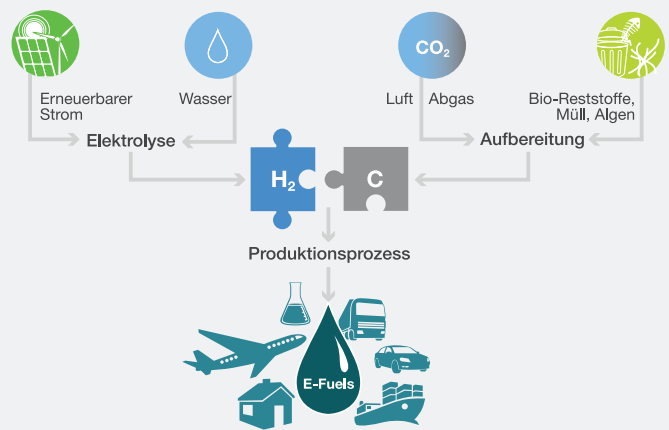 CO₂
Erneuerbarer
Strom
Wasser
Luft
Abgas
Bio-Reststoffe,
Müll, Algen
Elektrolyse
Aufbereitung
H₂
C
Produktionsprozess
E-Fuels